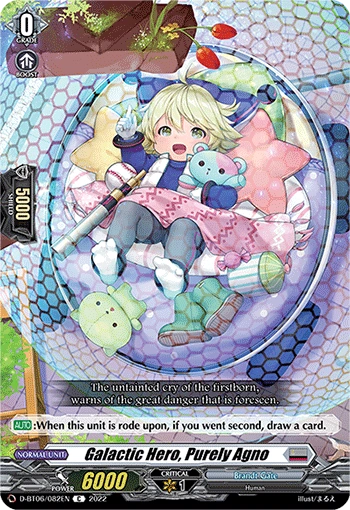 0
GRADE
BOOST
5000
SHIELD
The untainted cry of the firstborn,
warns of the great danger that is foreseen.
AUTO:When this unit is rode upon, if you went second, draw a card.
NORMAL UNIT
Galactic Hero, Purely Agno
POWER 6000
CRITICAL
1
Brandt Gate
Human
D-BT06/082EN C 2022
illust/まるえ